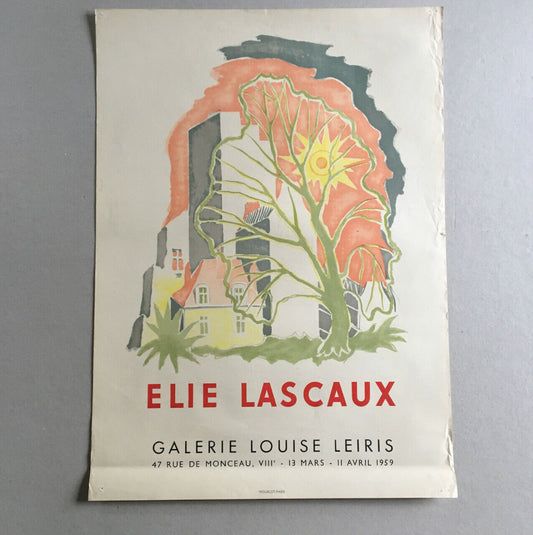 ELIE LASCAUX
GALERIE LOUISE LEIRIS
47 RUE DE MONCEAU, VIIIᵉ - 13 MARS - 11 AVRIL 1959
MOURLOT PARIS